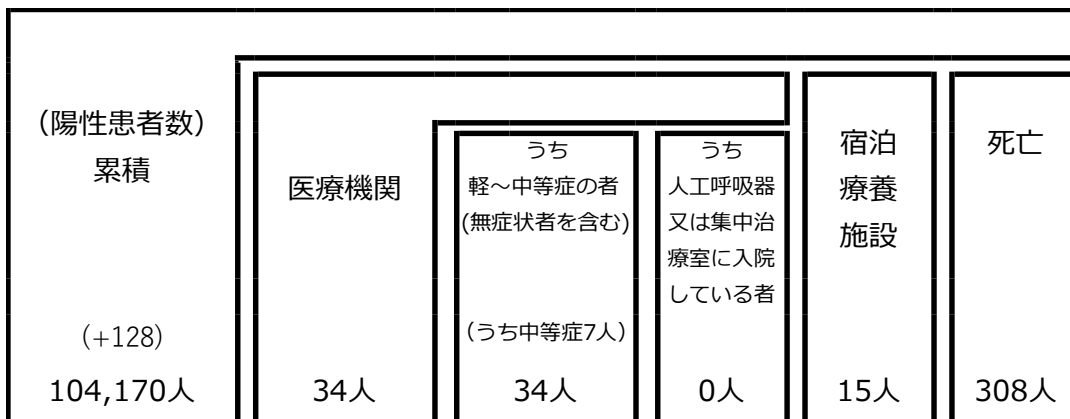 （陽性患者数）
累積
(+128)
104,170人
医療機関
34人
うち
軽～中等症の者
(無症状者を含む)
（うち中等症7人）
34人
うち
人工呼吸器
又は集中治
療室に入院
している者
0人
宿泊
療養
施設
15人
死亡
308人